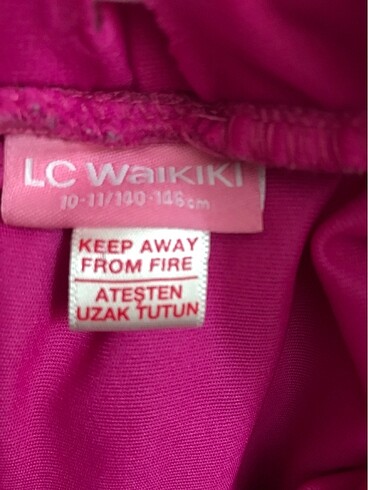 LC WaiKiKi
10-11/140-146cm
KEEP AWAY
FROM FIRE
ATEŞTEN
UZAK TUTUN